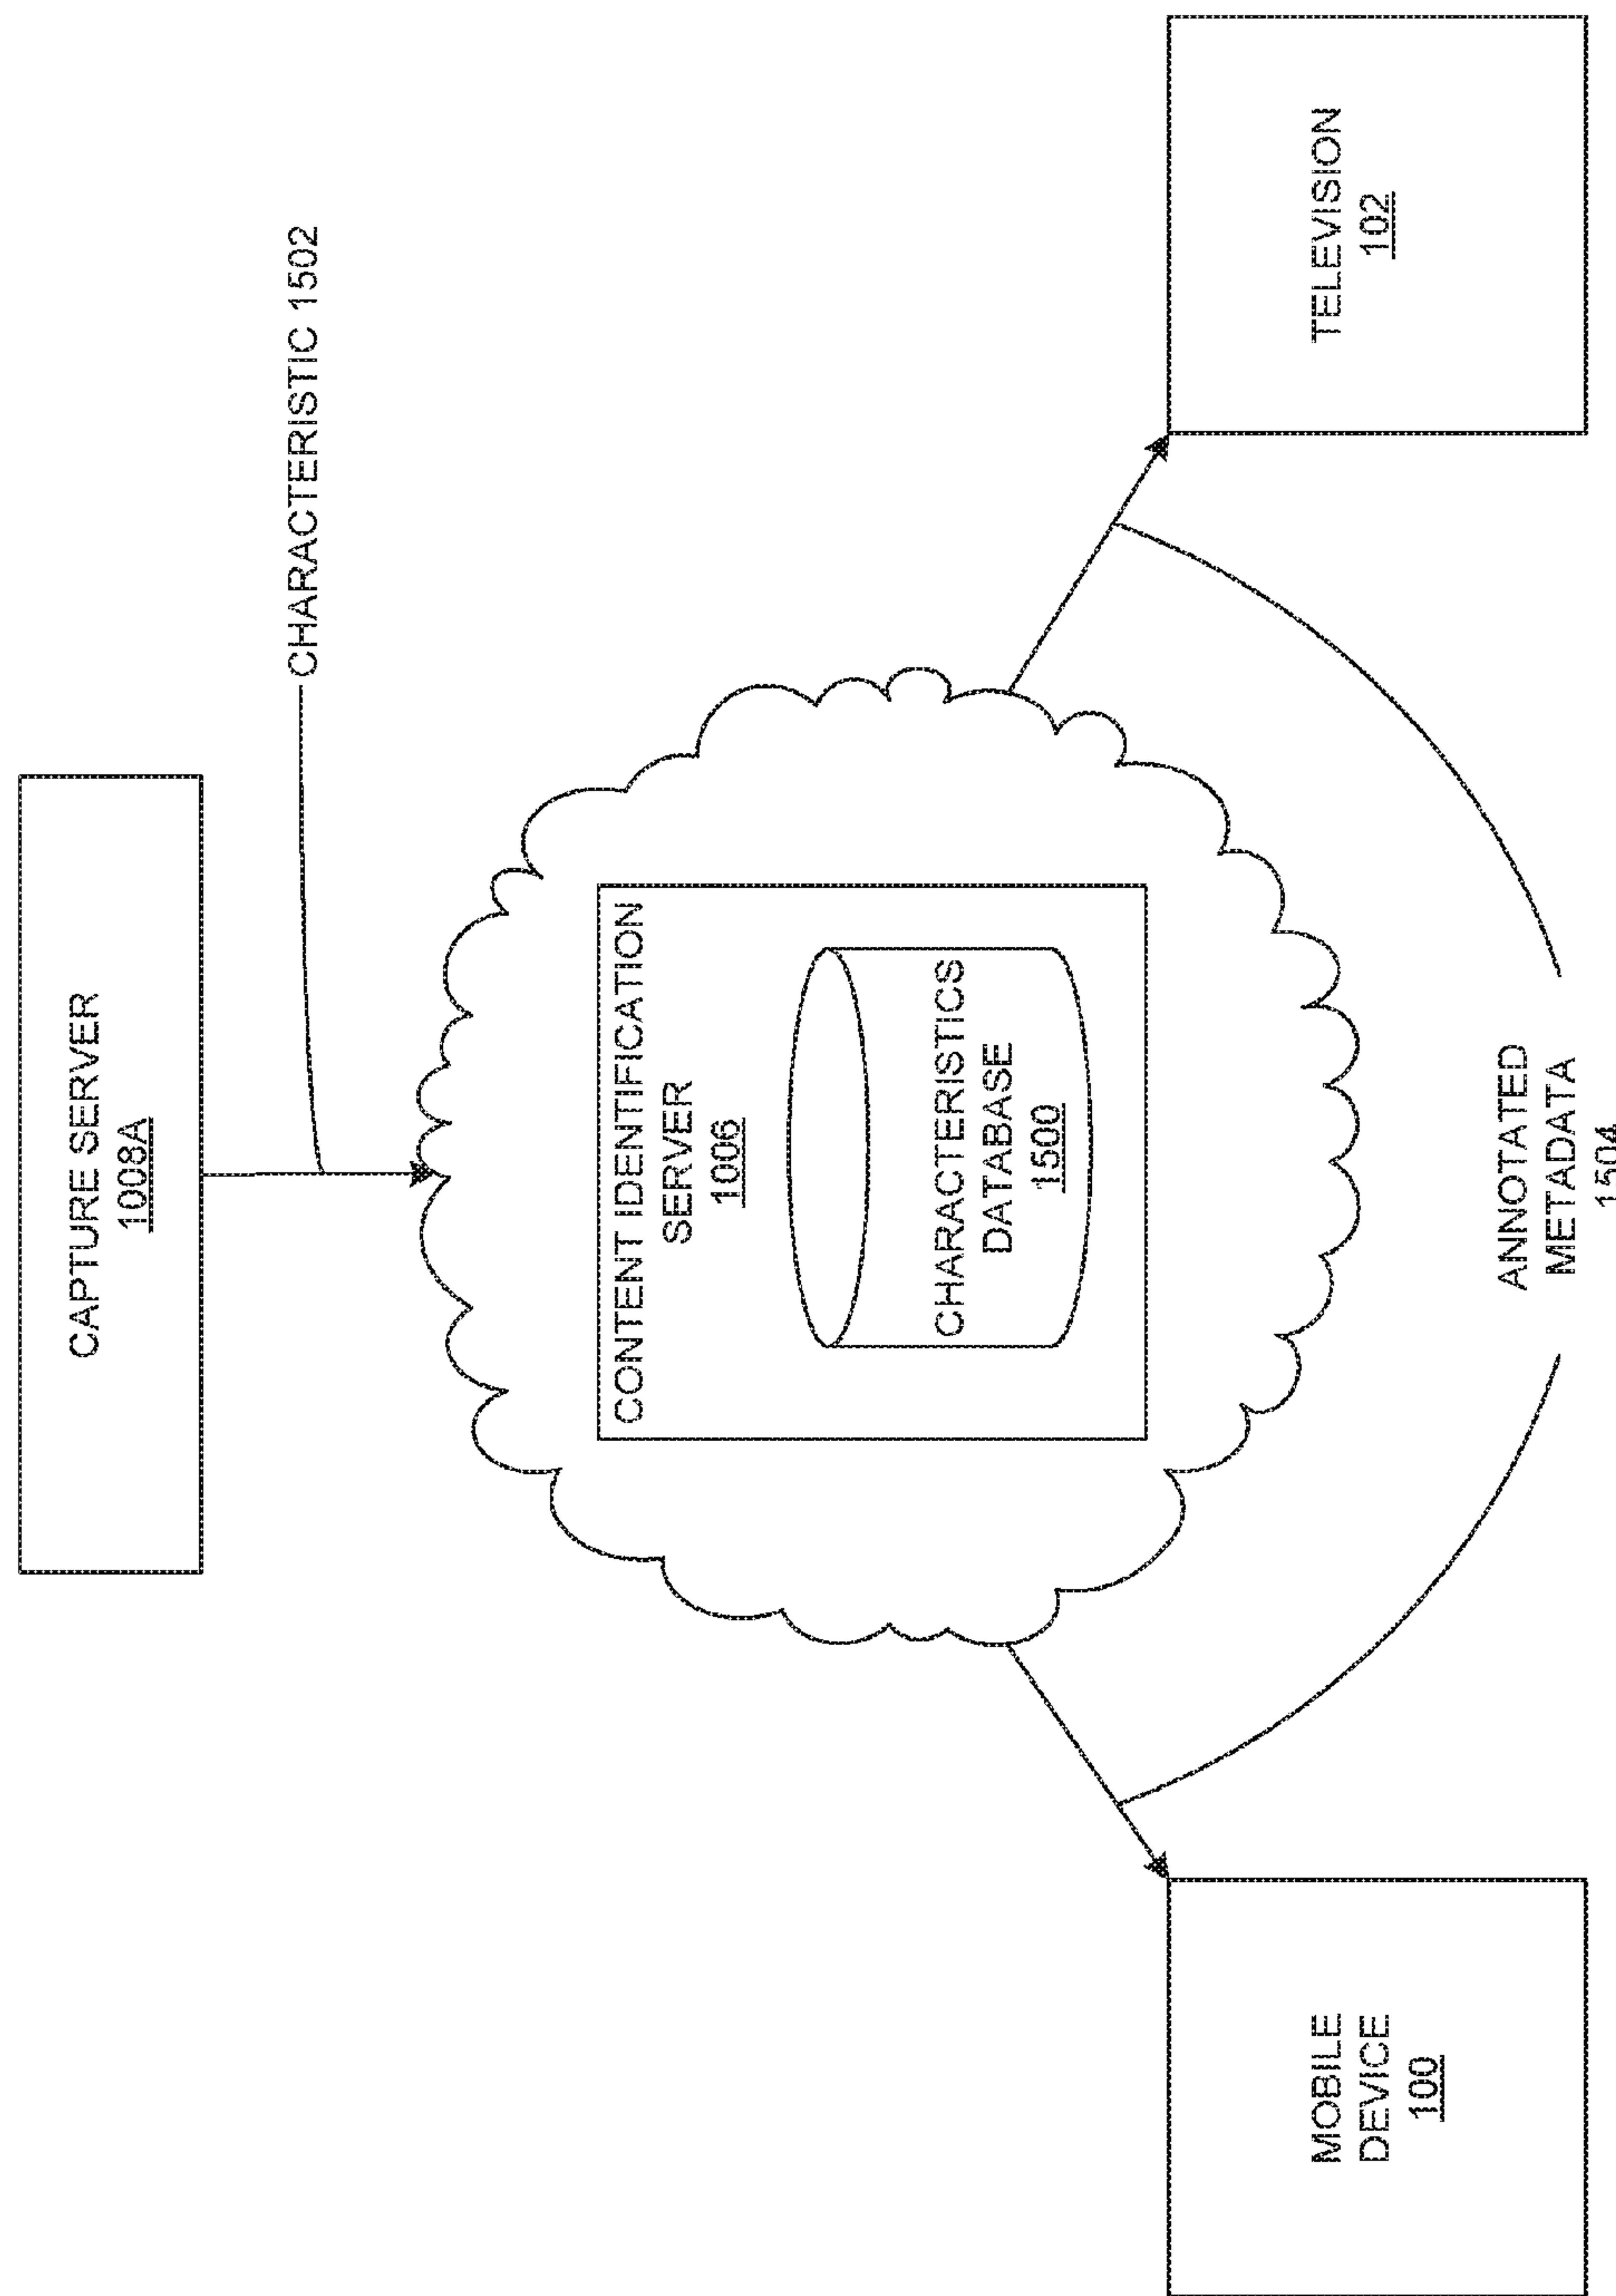 CAPTURE SERVER
1008A
CHARACTERISTIC 1502
CONTENT IDENTIFICATION
SERVER
1006
CHARACTERISTICS
DATABASE
1500
MOBILE
DEVICE
100
TELEVISION
102
ANNOTATED
METADATA
1504